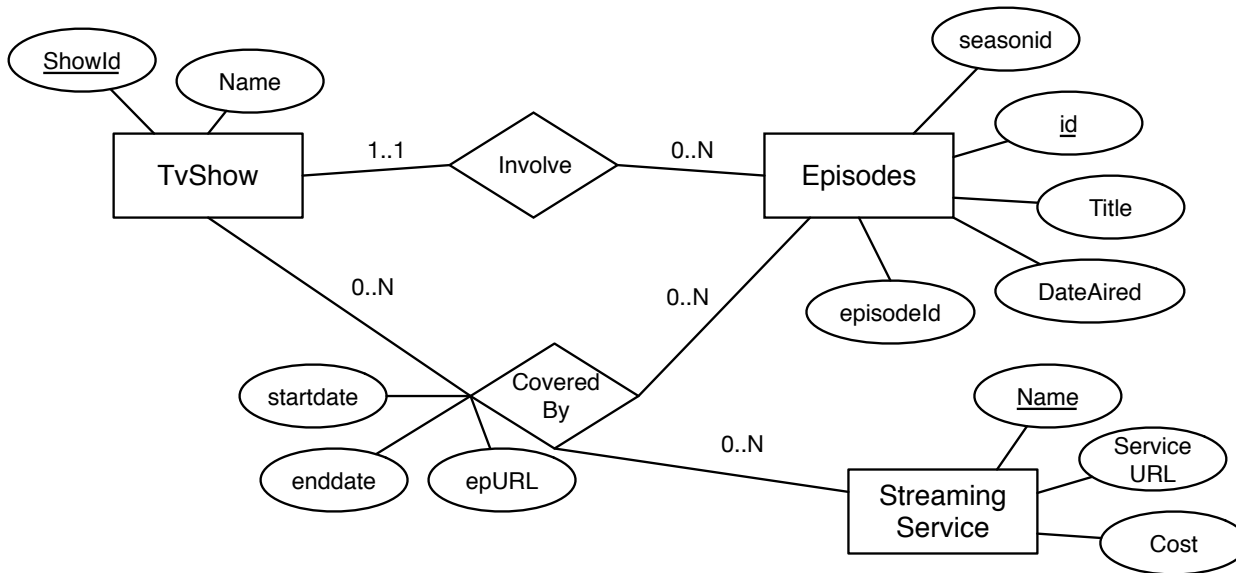 seasonid
ShowId
Name
id
1..1
Involve
0..N
TvShow
Episodes
Title
0..N
0..N
DateAired
episodeId
startdate
Covered
By
Name
0..N
Service
URL
enddate
epURL
Streaming
Service
Cost